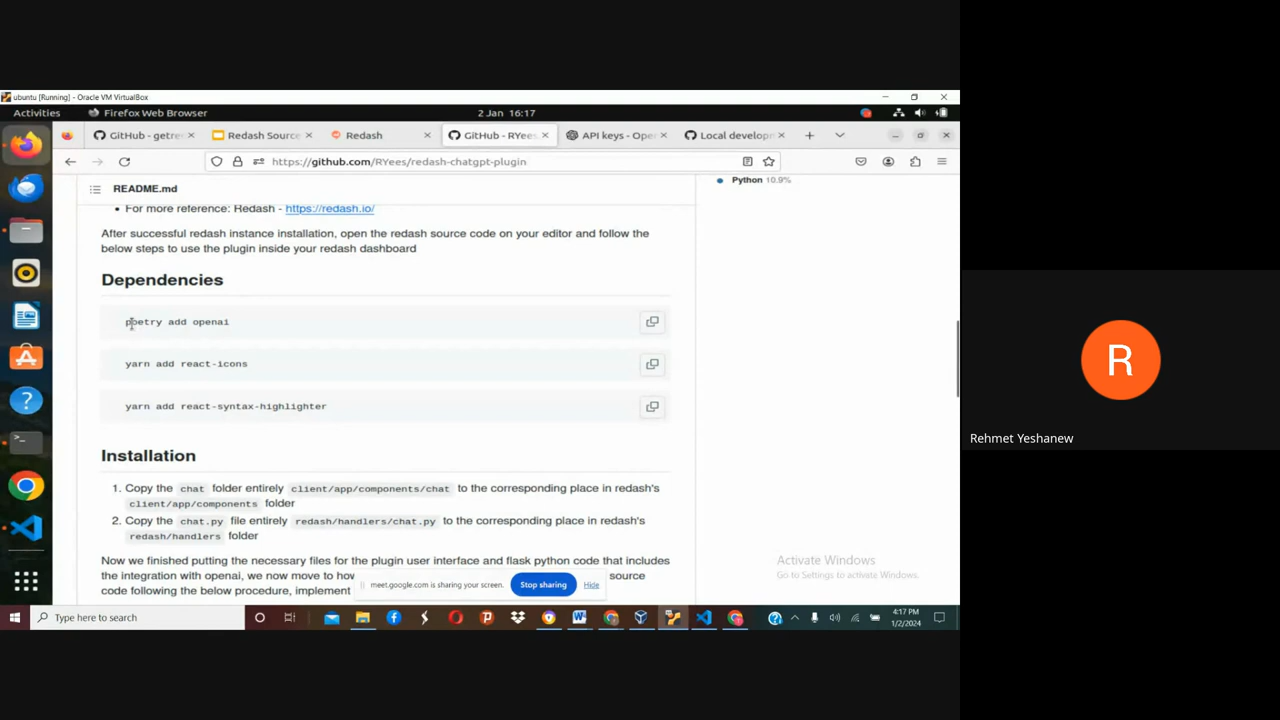 ubuntu [Running] - Oracle VM VirtualBox
Activities
Firefox Web Browser
2 Jan 16:17
GitHub - getre
Redash Source
Redash
GitHub - RYees
API keys - Open
Local developm
https://github.com/RYees/redash-chatgpt-plugin
README.md
Python 10.9%
For more reference: Redash - https://redash.io/
After successful redash instance installation, open the redash source code on your editor and follow the
below steps to use the plugin inside your redash dashboard
Dependencies
poetry add openai
yarn add react-icons
yarn add react-syntax-highlighter
Installation
1. Copy the chat folder entirely client/app/components/chat to the corresponding place in redash's
client/app/components folder
2. Copy the chat.py file entirely redash/handlers/chat.py to the corresponding place in redash's
redash/handlers folder
Now we finished putting the necessary files for the plugin user interface and flask python code that includes
the integration with openai, we now move to how source
code following the below procedure, implement
meet.google.com is sharing your screen.
Stop sharing
Hide
Activate Windows
Go to Settings to activate Windows.
Type here to search
4:17 PM
1/2/2024
R
Rehmet Yeshanew